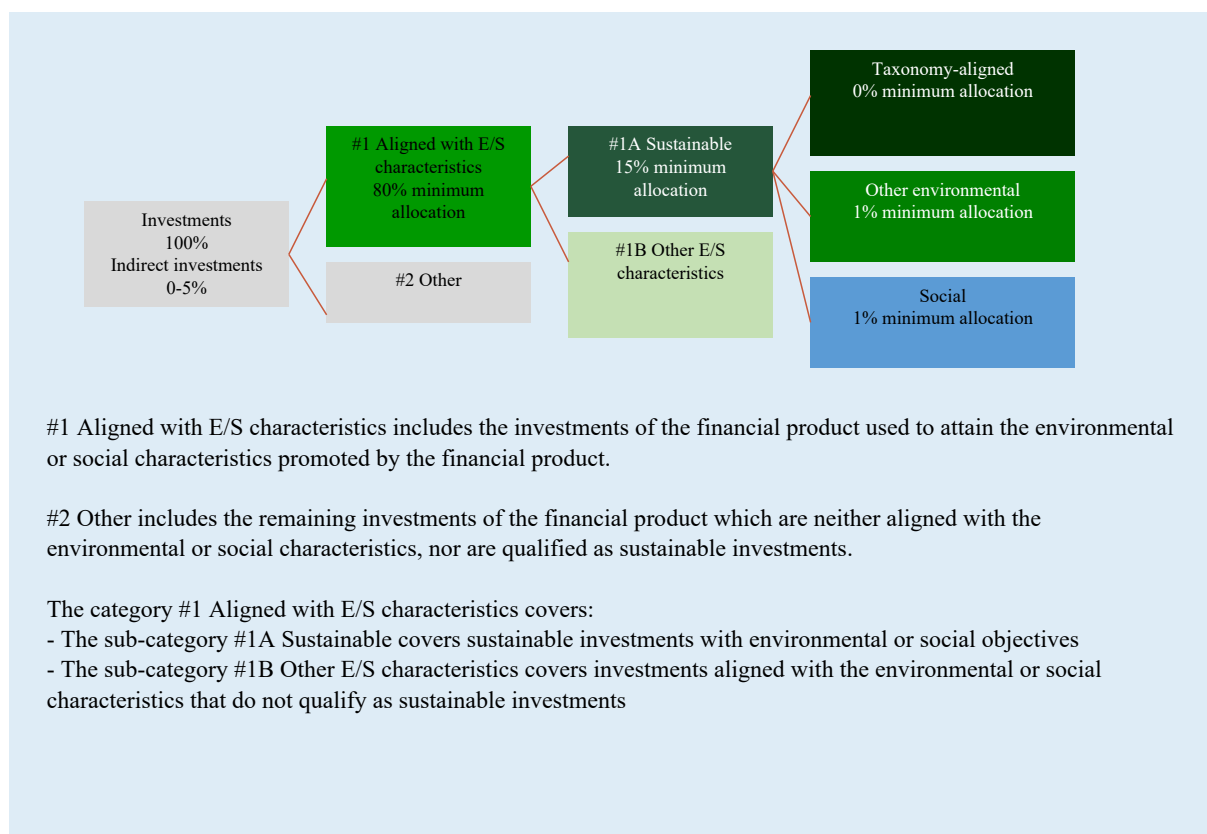 Investments
100%
Indirect investments
0-5%
#1 Aligned with E/S
characteristics
80% minimum
allocation
#2 Other
#1A Sustainable
15% minimum
allocation
#1B Other E/S
characteristics
Taxonomy-aligned
0% minimum allocation
Other environmental
1% minimum allocation
Social
1% minimum allocation
#1 Aligned with E/S characteristics includes the investments of the financial product used to attain the environmental
or social characteristics promoted by the financial product.
#2 Other includes the remaining investments of the financial product which are neither aligned with the
environmental or social characteristics, nor are qualified as sustainable investments.
The category #1 Aligned with E/S characteristics covers:
- The sub-category #1A Sustainable covers sustainable investments with environmental or social objectives
- The sub-category #1B Other E/S characteristics covers investments aligned with the environmental or social
characteristics that do not qualify as sustainable investments